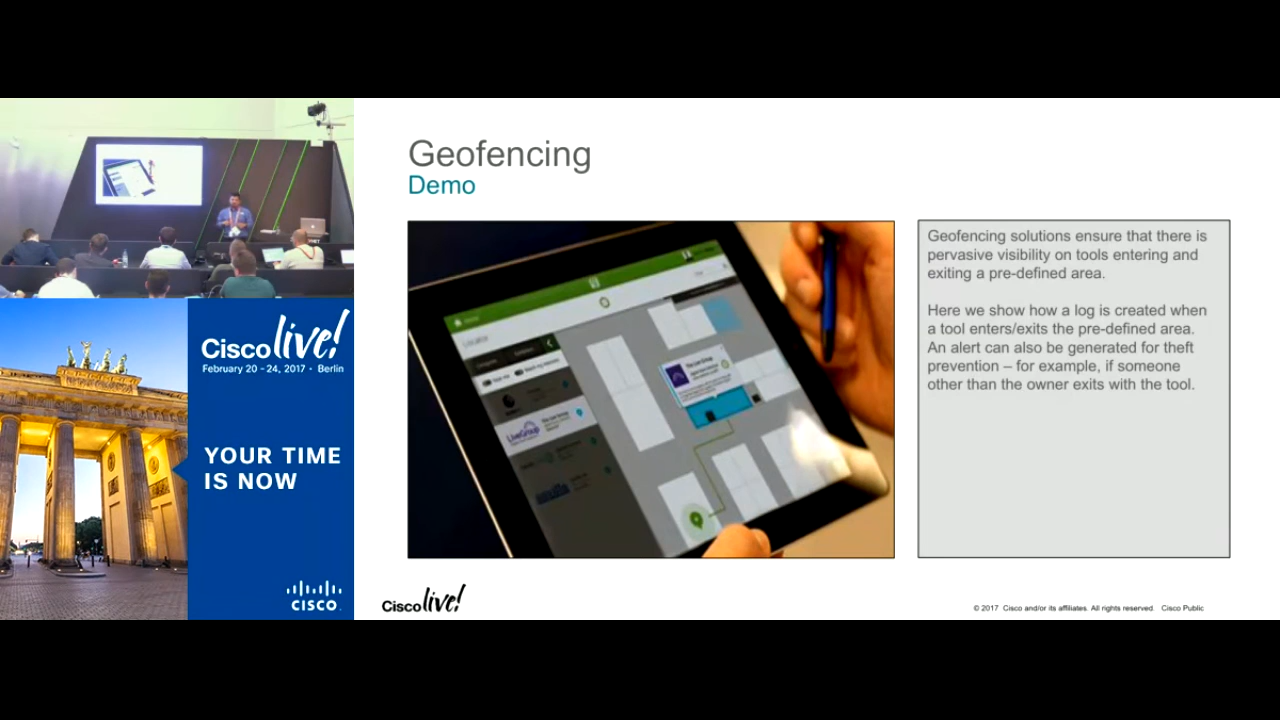 Geofencing
Demo
Geofencing solutions ensure that there is
pervasive visibility on tools entering and
exiting a pre-defined area.
Here we show how a log is created when
a tool enters/exits the pre-defined area.
An alert can also be generated for theft
prevention – for example, if someone
other than the owner exits with the tool.
Locator
LiveGroup
Cisco live!
February 20 - 24, 2017 • Berlin
YOUR TIME
IS NOW
CISCO.
Cisco live!
© 2017 Cisco and/or its affiliates. All rights reserved. Cisco Public